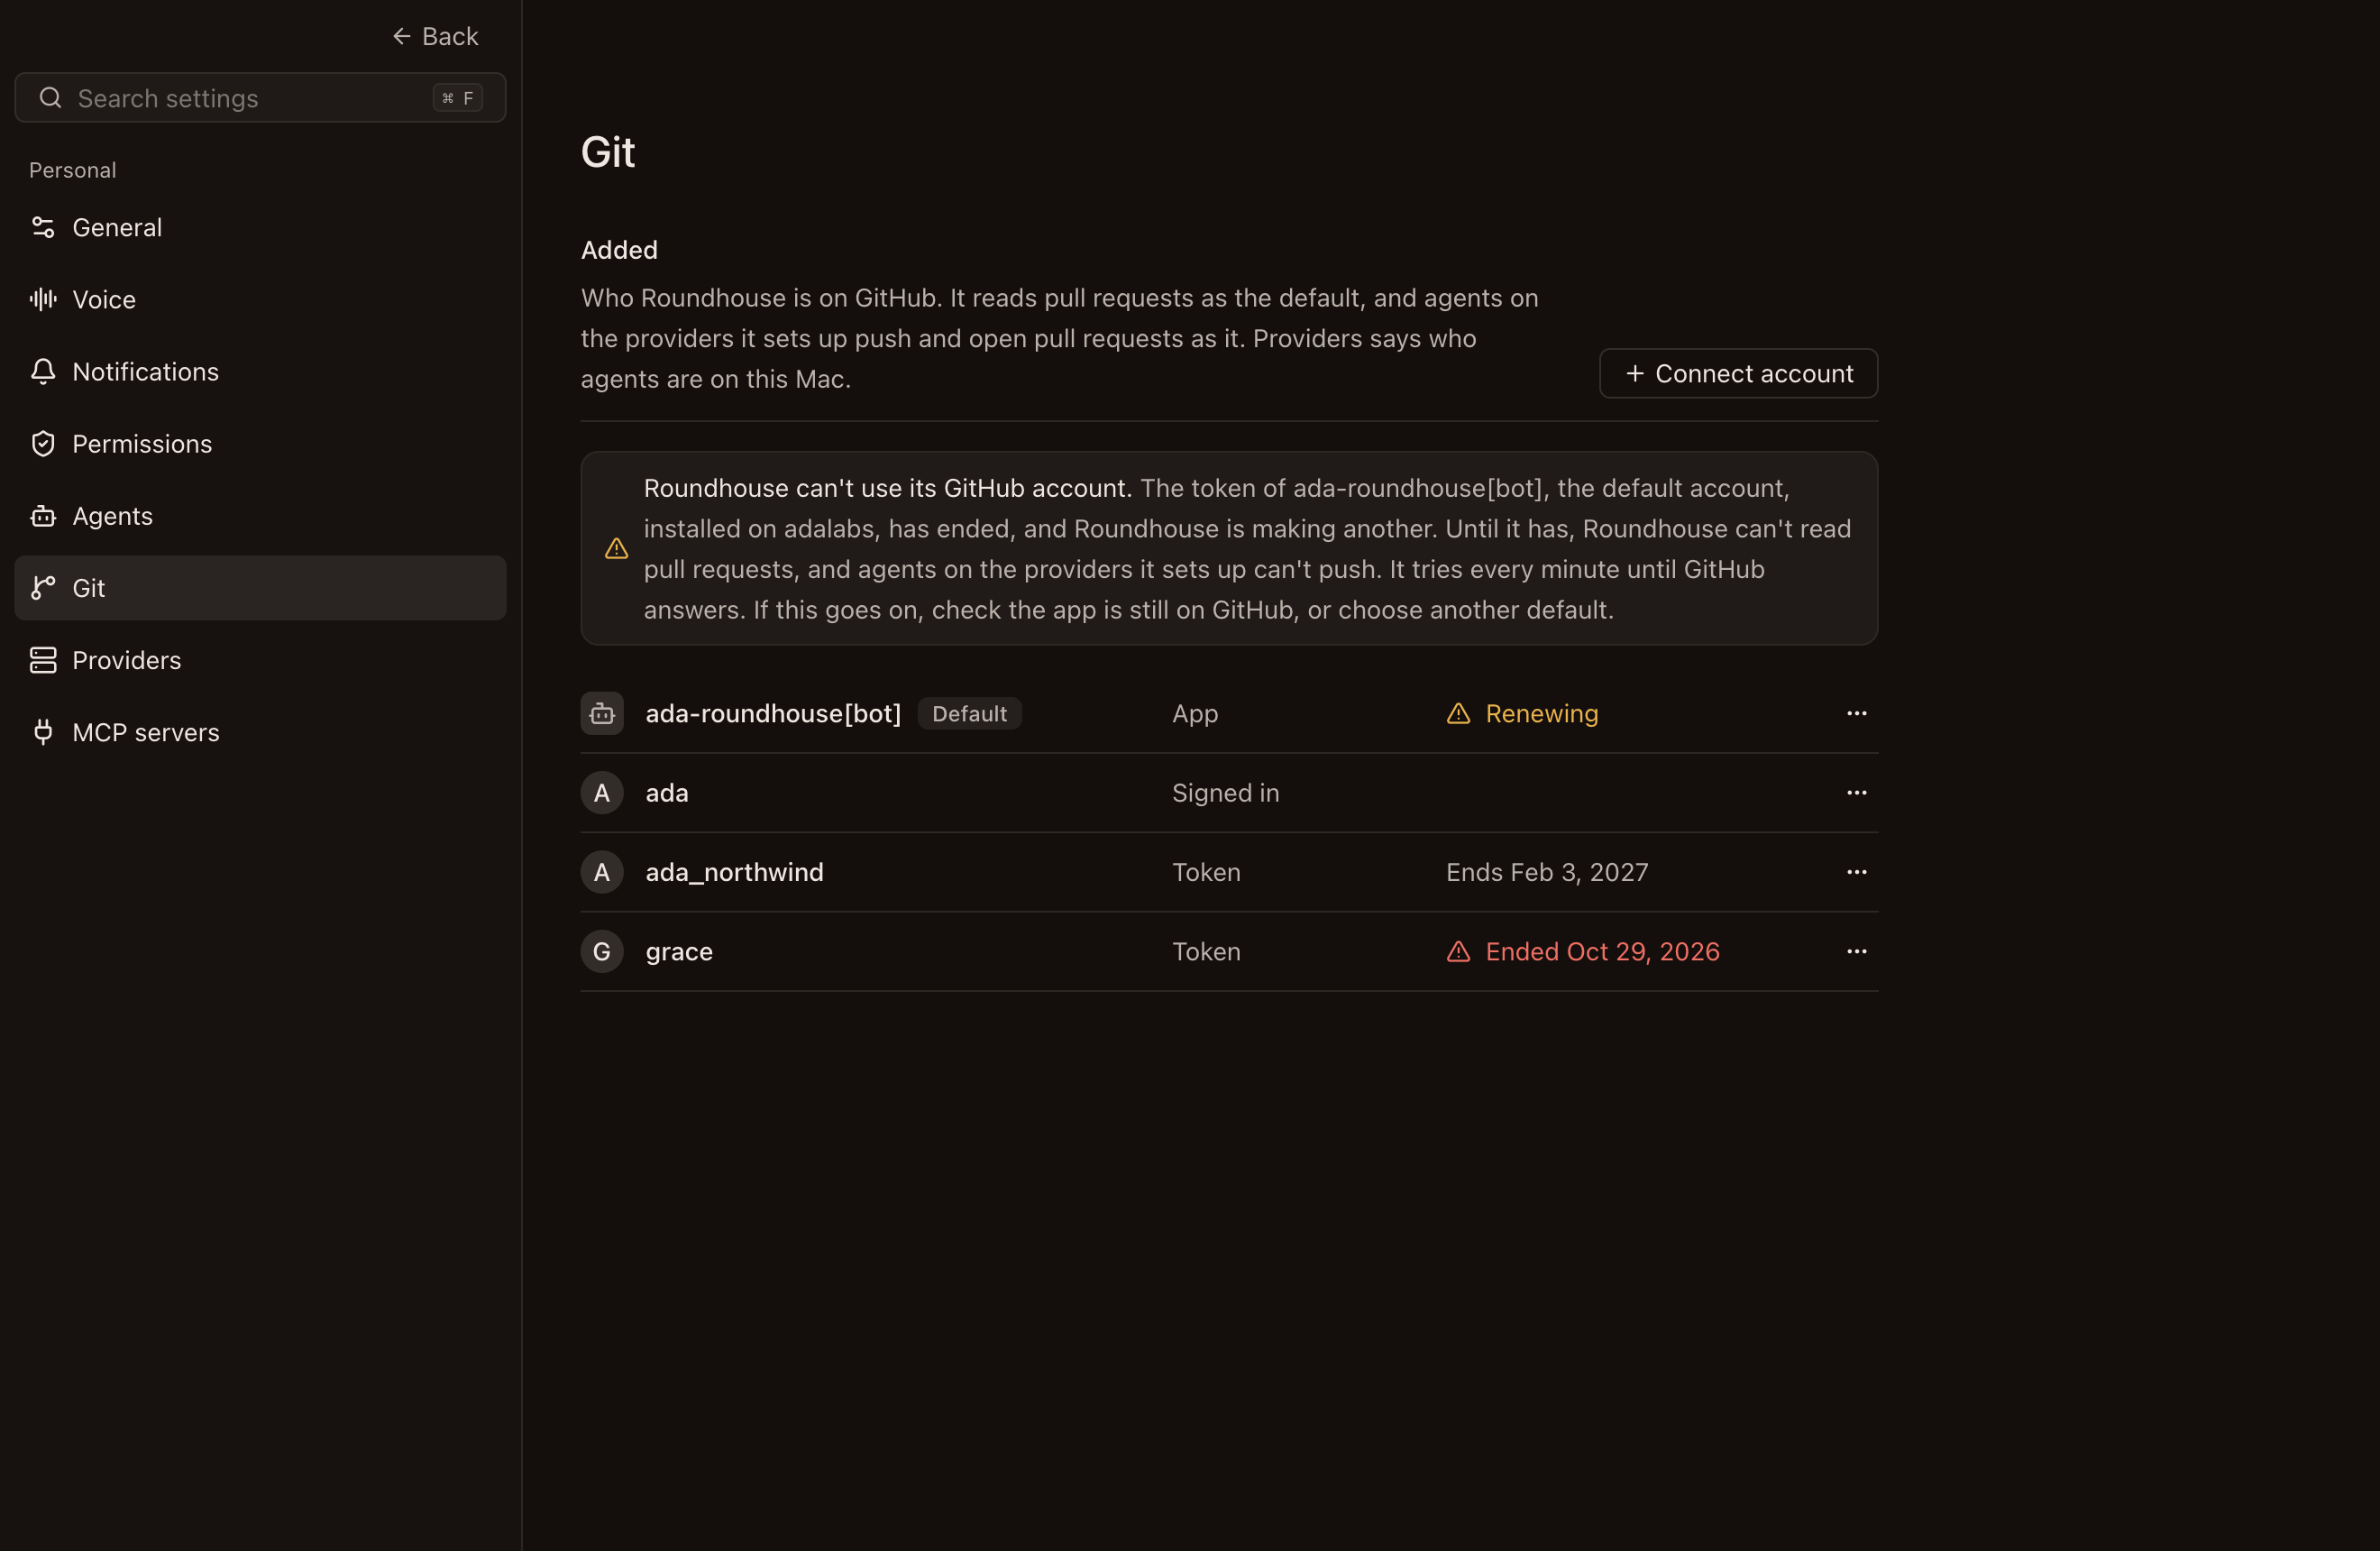 Back
Search settings
⌘ F
Personal
General
Voice
Notifications
Permissions
Agents
Git
Providers
MCP servers
Git
Added
Who Roundhouse is on GitHub. It reads pull requests as the default, and agents on
the providers it sets up push and open pull requests as it. Providers says who
agents are on this Mac.
Connect account
Roundhouse can't use its GitHub account. The token of ada-roundhouse[bot], the default account,
installed on adalabs, has ended, and Roundhouse is making another. Until it has, Roundhouse can't read
pull requests, and agents on the providers it sets up can't push. It tries every minute until GitHub
answers. If this goes on, check the app is still on GitHub, or choose another default.
ada-roundhouse[bot] Default App Renewing
A ada Signed in
A ada_northwind Token Ends Feb 3, 2027
G grace Token Ended Oct 29, 2026